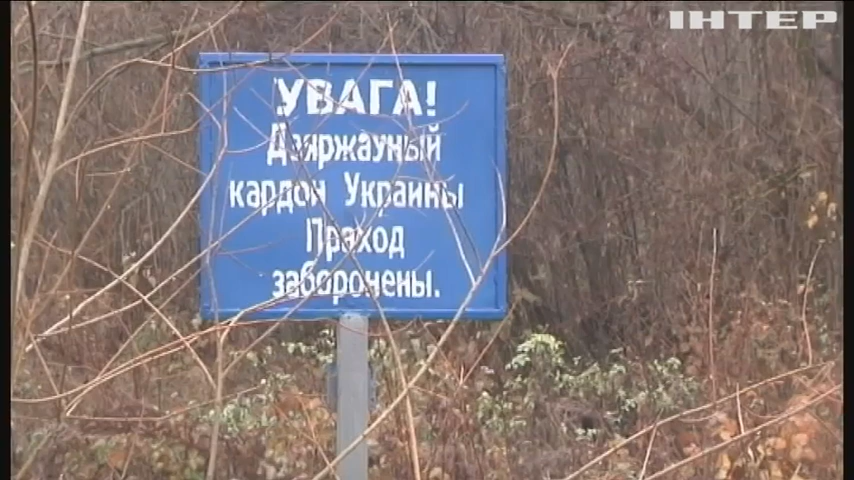 ІНТЕР
УВАГА!
Дзяржауный
кардон Украины
Праход
заборонены.